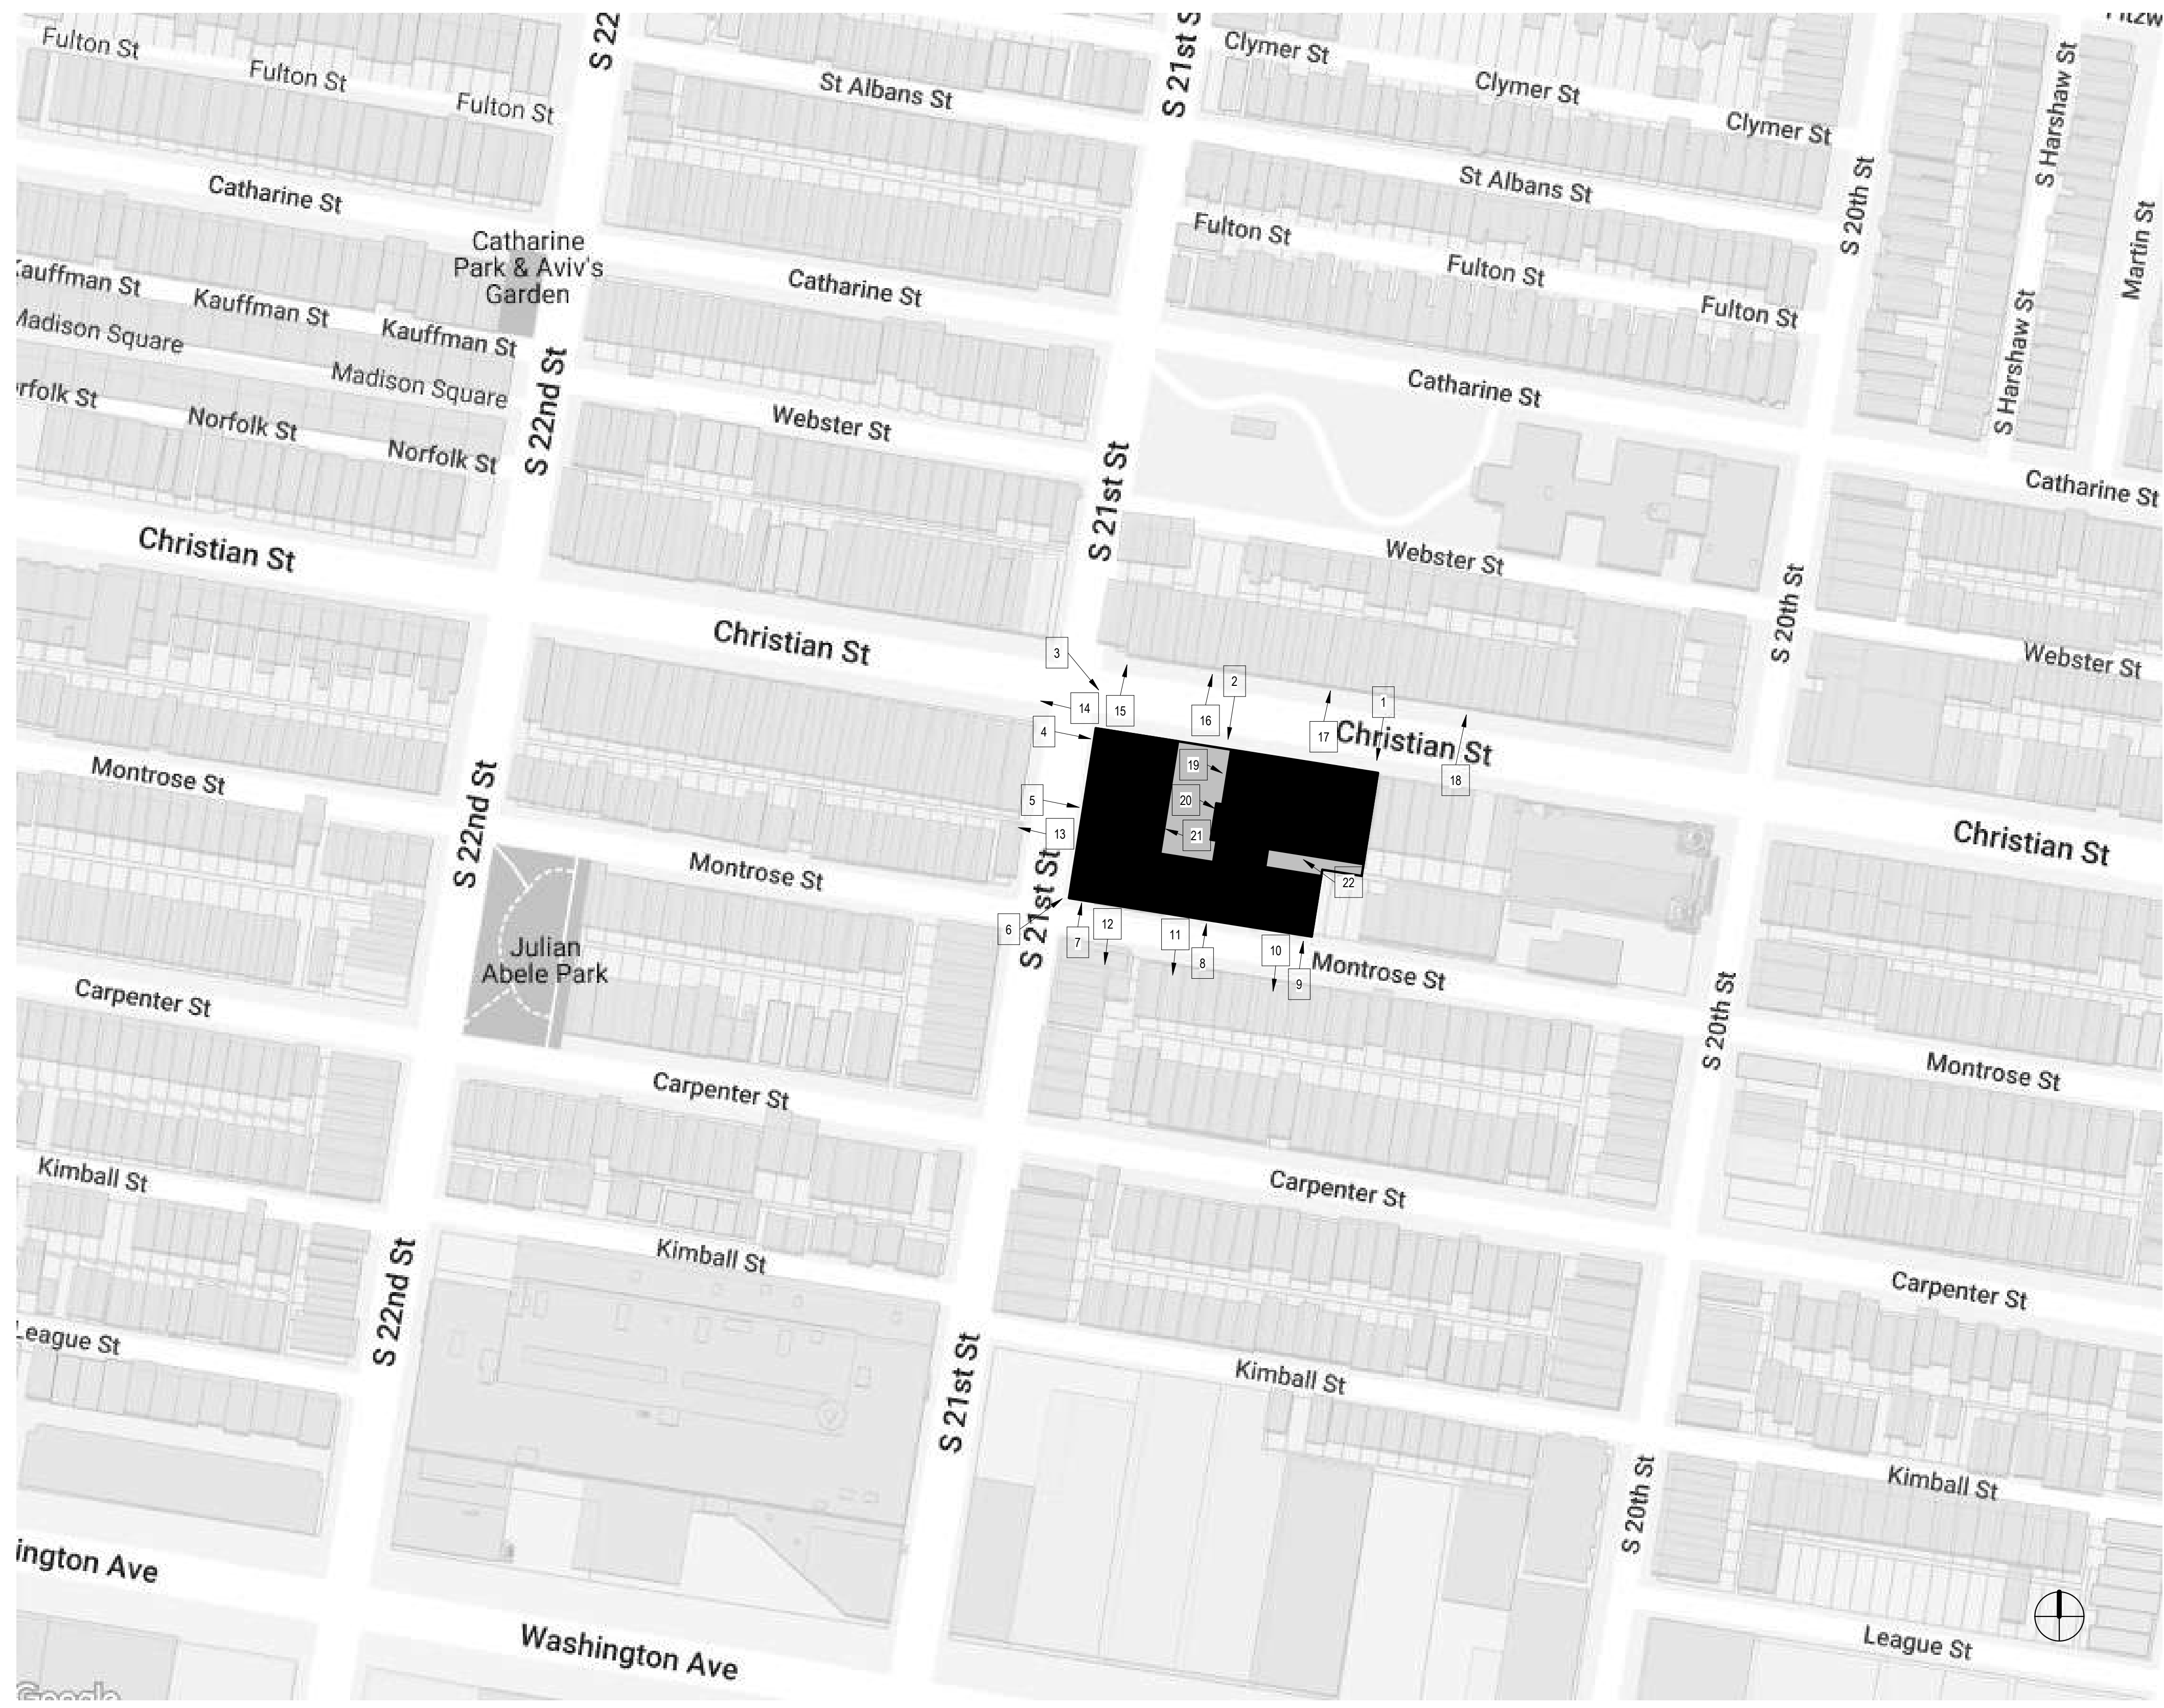 Fulton St
Fulton St
Fulton St
S 22
St Albans St
S 21st S
Clymer St
Clymer St
Clymer St
S Harshaw St
Catharine St
Catharine
Park & Aviv's
Garden
Catharine St
St Albans St
Fulton St
Fulton St
Fulton St
S 20th St
Martin St
Kauffman St
Kauffman St
Kauffman St
Madison Square
Madison Square
Norfolk St
Norfolk St
S 22nd St
Webster St
S 21st St
Catharine St
S Harshaw St
Catharine St
Christian St
Christian St
Webster St
S 20th St
Webster St
3
2
1
14
15
16
17
4
Christian St
18
19
20
21
5
13
22
Montrose St
S 22nd St
Montrose St
S 21st St
Christian St
6
7
12
11
8
10
9
Montrose St
Julian
Abele Park
S 20th St
Montrose St
Carpenter St
Carpenter St
Carpenter St
Carpenter St
Kimball St
S 22nd St
Kimball St
S 21st St
Kimball St
Kimball St
League St
S 20th St
ington Ave
Washington Ave
League St
Google